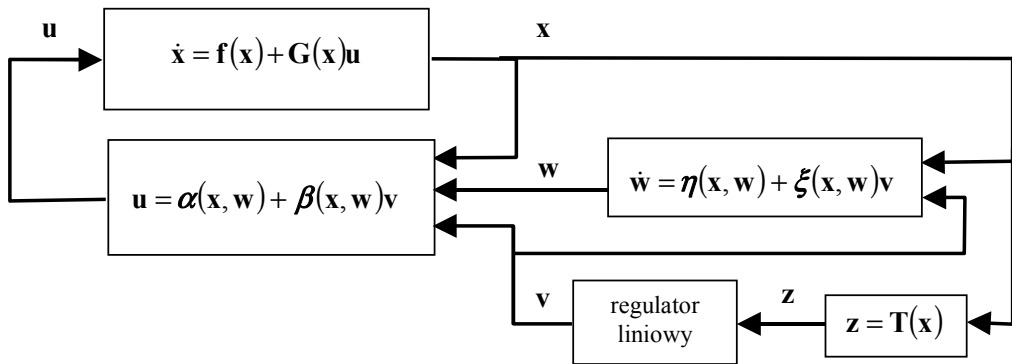 u
x
ẋ = f(x) + G(x)u
w
u = α(x, w) + β(x, w)v
ẇ = η(x, w) + ξ(x, w)v
v
regulator
liniowy
z
z = T(x)